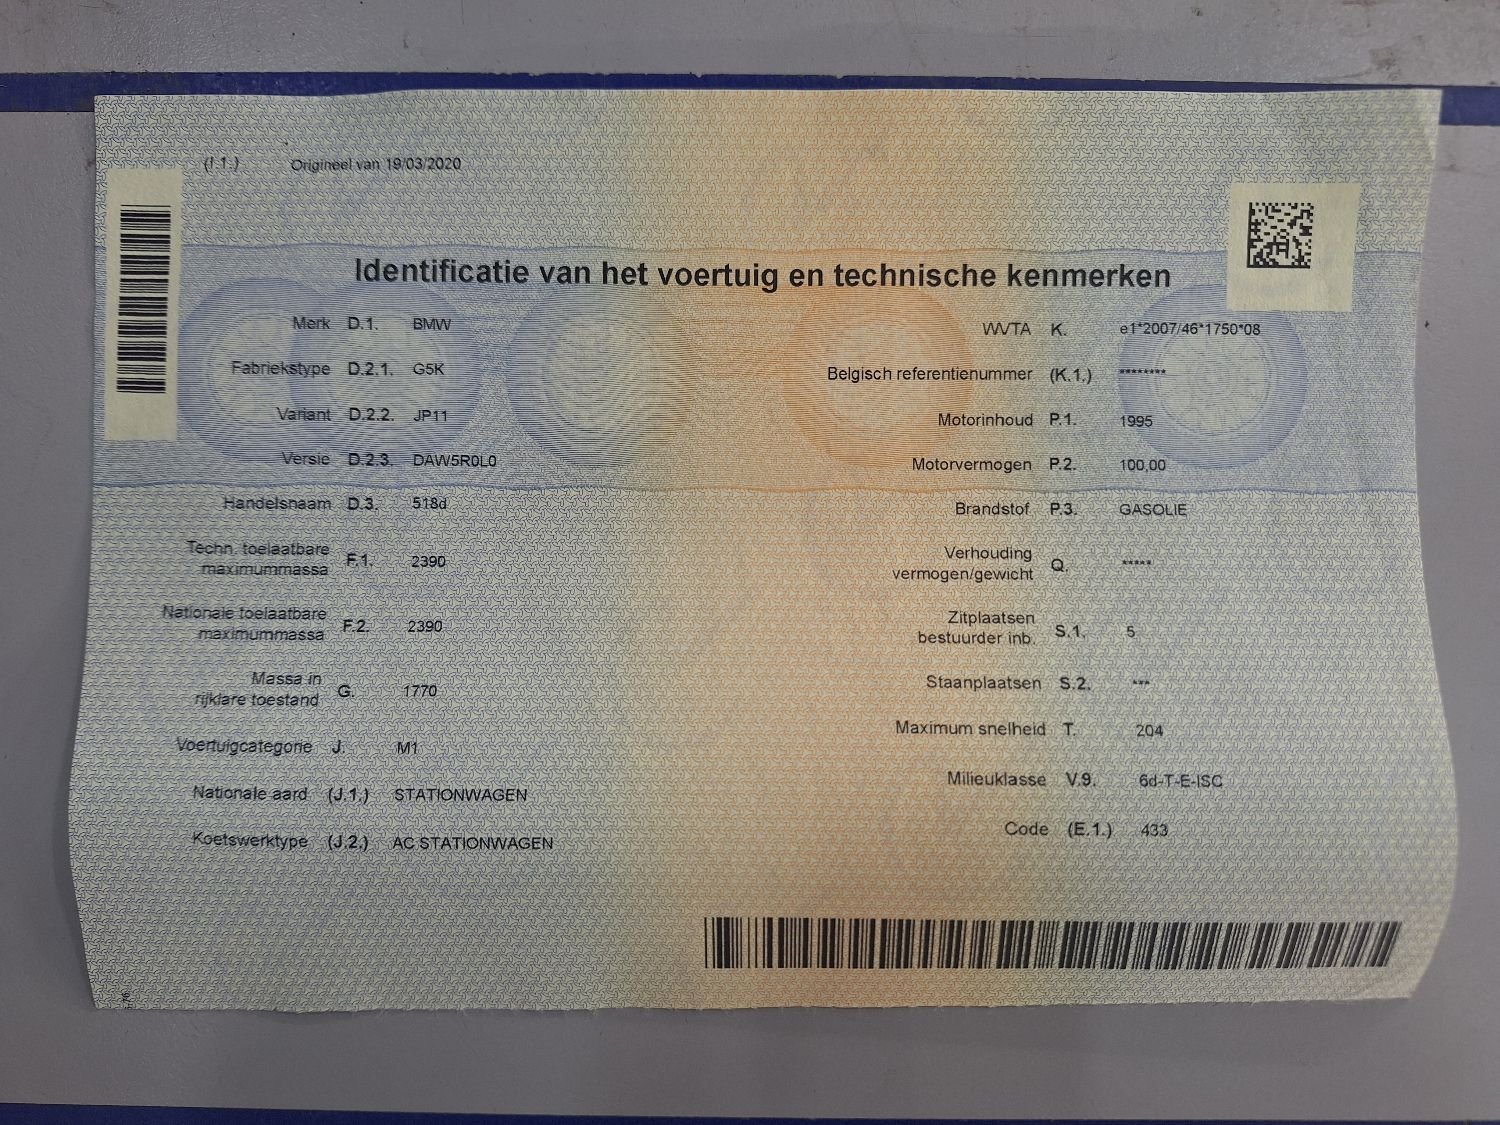 (I.1.) Origineel van 19/03/2020
Identificatie van het voertuig en technische kenmerken
Merk D.1. BMW
Fabriekstype D.2.1. G5K
Variant D.2.2. JP11
Versie D.2.3. DAW5R0L0
Handelsnaam D.3. 518d
Techn. toelaatbare
maximummassa F.1. 2390
Nationale toelaatbare
maximummassa F.2. 2390
Massa in
rijklare toestand G. 1770
Voertuigcategorie J. M1
Nationale aard (J.1.) STATIONWAGEN
Koetswerktype (J.2.) AC STATIONWAGEN
WVTA K. e1*2007/46*1750*08
Belgisch referentienummer (K.1.) ********
Motorinhoud P.1. 1995
Motorvermogen P.2. 100,00
Brandstof P.3. GASOLIE
Verhouding
vermogen/gewicht Q. *****
Zitplaatsen
bestuurder inb. S.1. 5
Staanplaatsen S.2. ***
Maximum snelheid T. 204
Milieuklasse V.9. 6d-T-E-ISC
Code (E.1.) 433